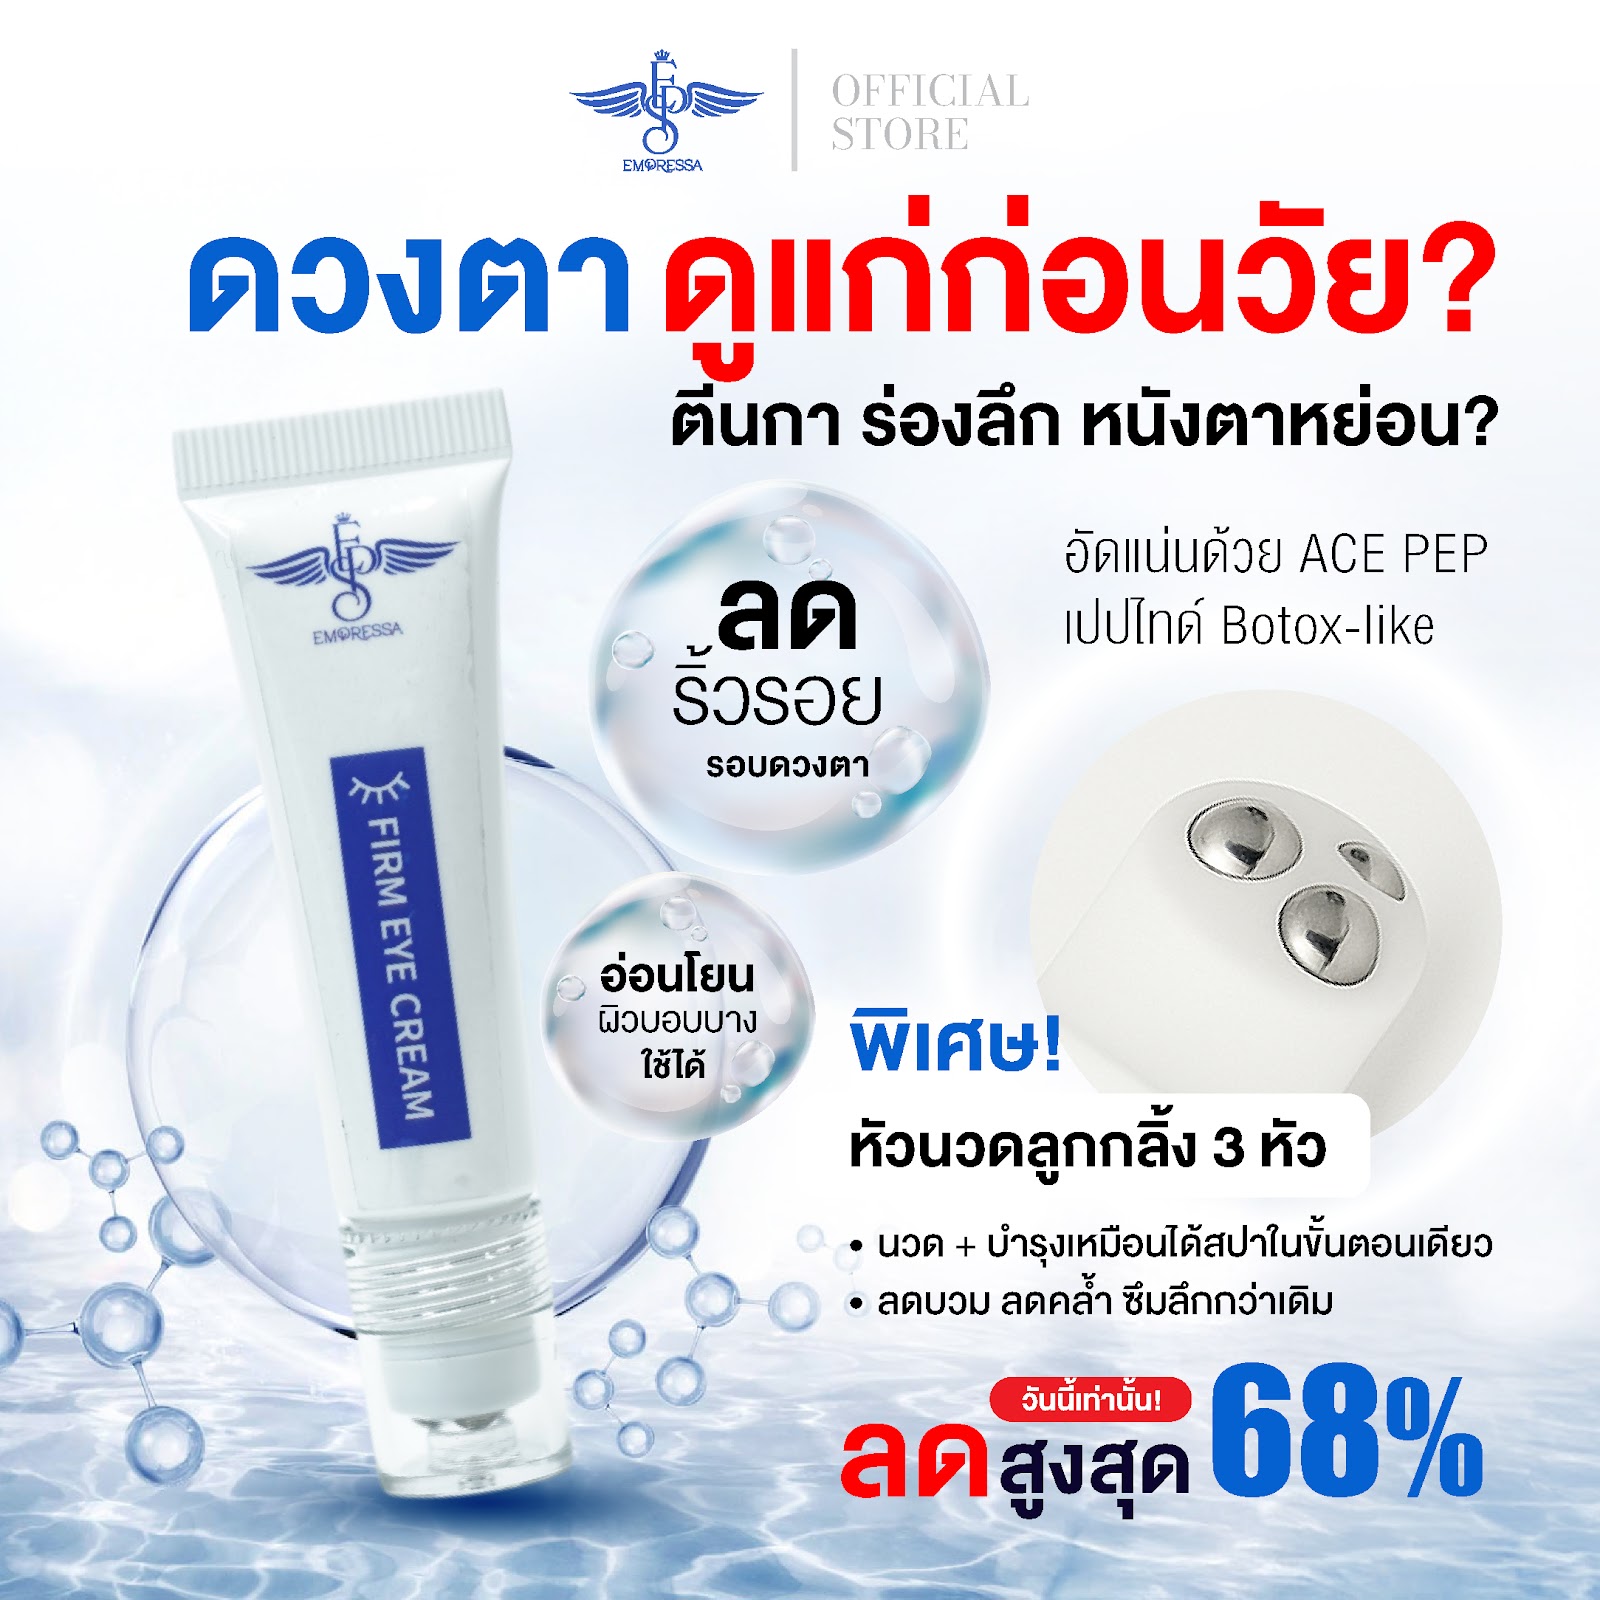 EMPRESSA
OFFICIAL
STORE
ดวงตา ดูแก่ก่อนวัย?
ตีนกา ร่องลึก หนังตาหย่อน?
อัดแน่นด้วย ACE PEP
เปปไทด์ Botox-like
ลด
ริ้วรอย
รอบดวงตา
EMPRESSA
FIRM EYE CREAM
อ่อนโยน
ผิวบอบบาง
ใช้ได้
พิเศษ!
หัวนวดลูกกลิ้ง 3 หัว
• นวด + บำรุงเหมือนได้สปาในขั้นตอนเดียว
• ลดบวม ลดคล้ำ ซึมลึกกว่าเดิม
วันนี้เท่านั้น!
ลดสูงสุด 68%